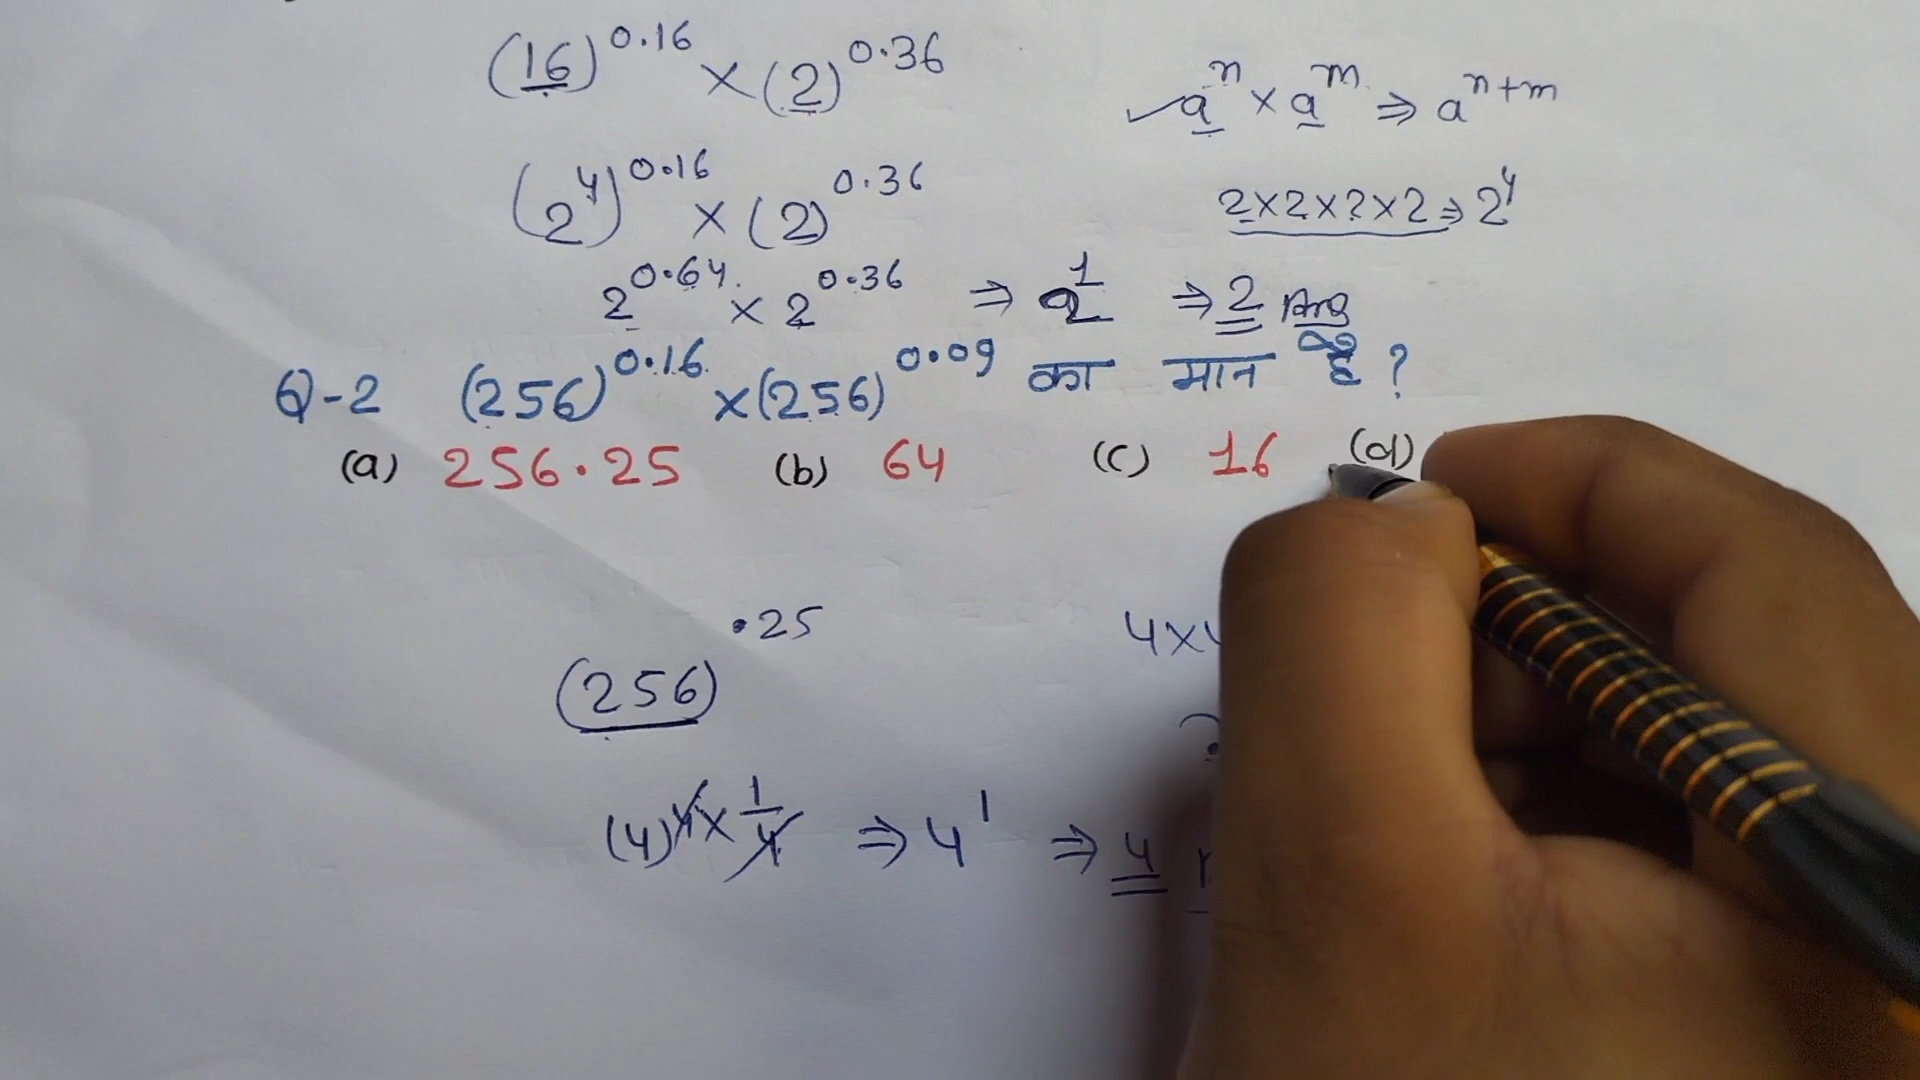 (16)^0.16 × (2)^0.36
a^n × a^m ⇒ a^n+m
(2^4)^0.16 × (2)^0.36
2×2×2×2 ⇒ 2^4
2^0.64 × 2^0.36 ⇒ 2^1 ⇒ 2 Ans
Q-2 (256)^0.16 ×(256)^0.09 का मान है ?
(a) 256.25 (b) 64 (c) 16 (d)
(256)^.25
4×4
(4)^4×1/4 ⇒ 4^1 ⇒ 4